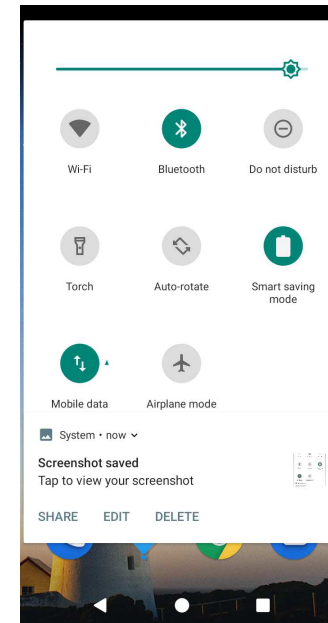 Wi-Fi
Bluetooth
Do not disturb
Torch
Auto-rotate
Smart saving
mode
Mobile data
Airplane mode
System • now
Screenshot saved
Tap to view your screenshot
SHARE EDIT DELETE